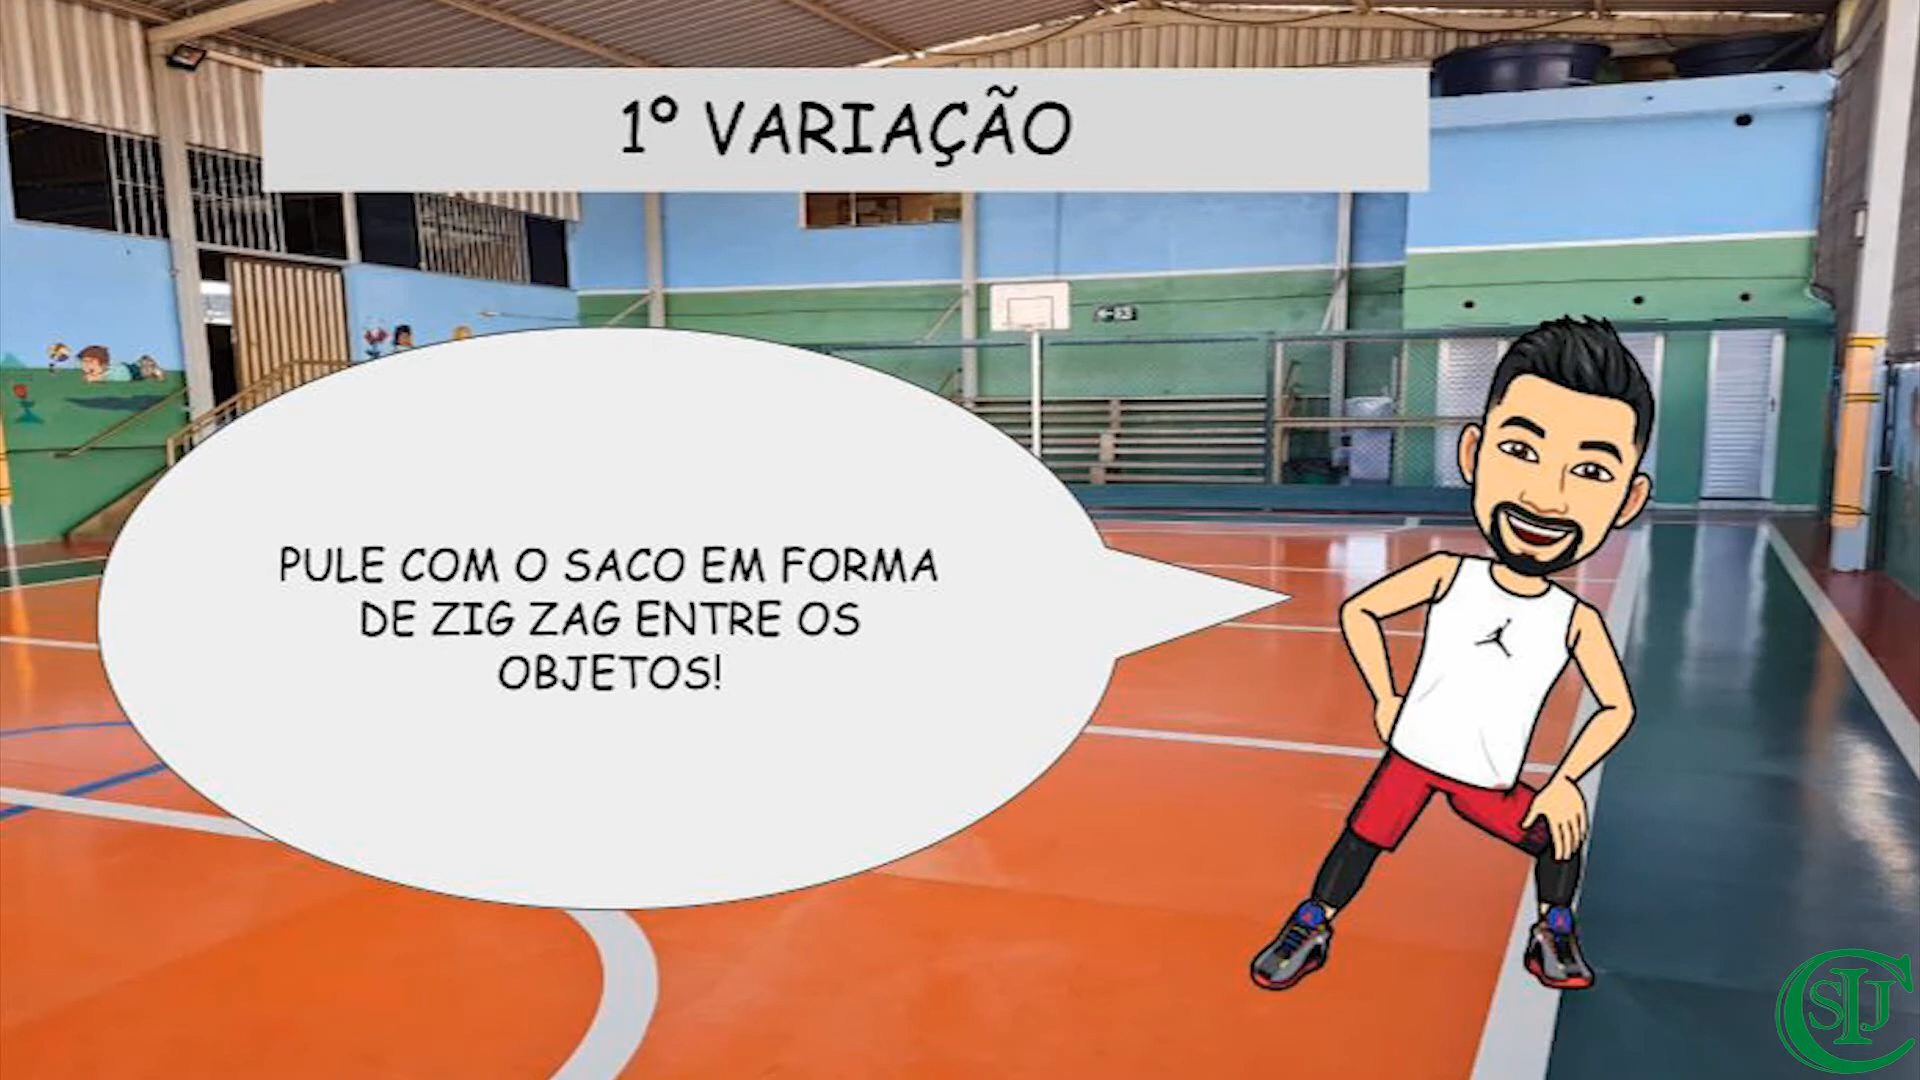 1º VARIAÇÃO
PULE COM O SACO EM FORMA
DE ZIG ZAG ENTRE OS
OBJETOS!